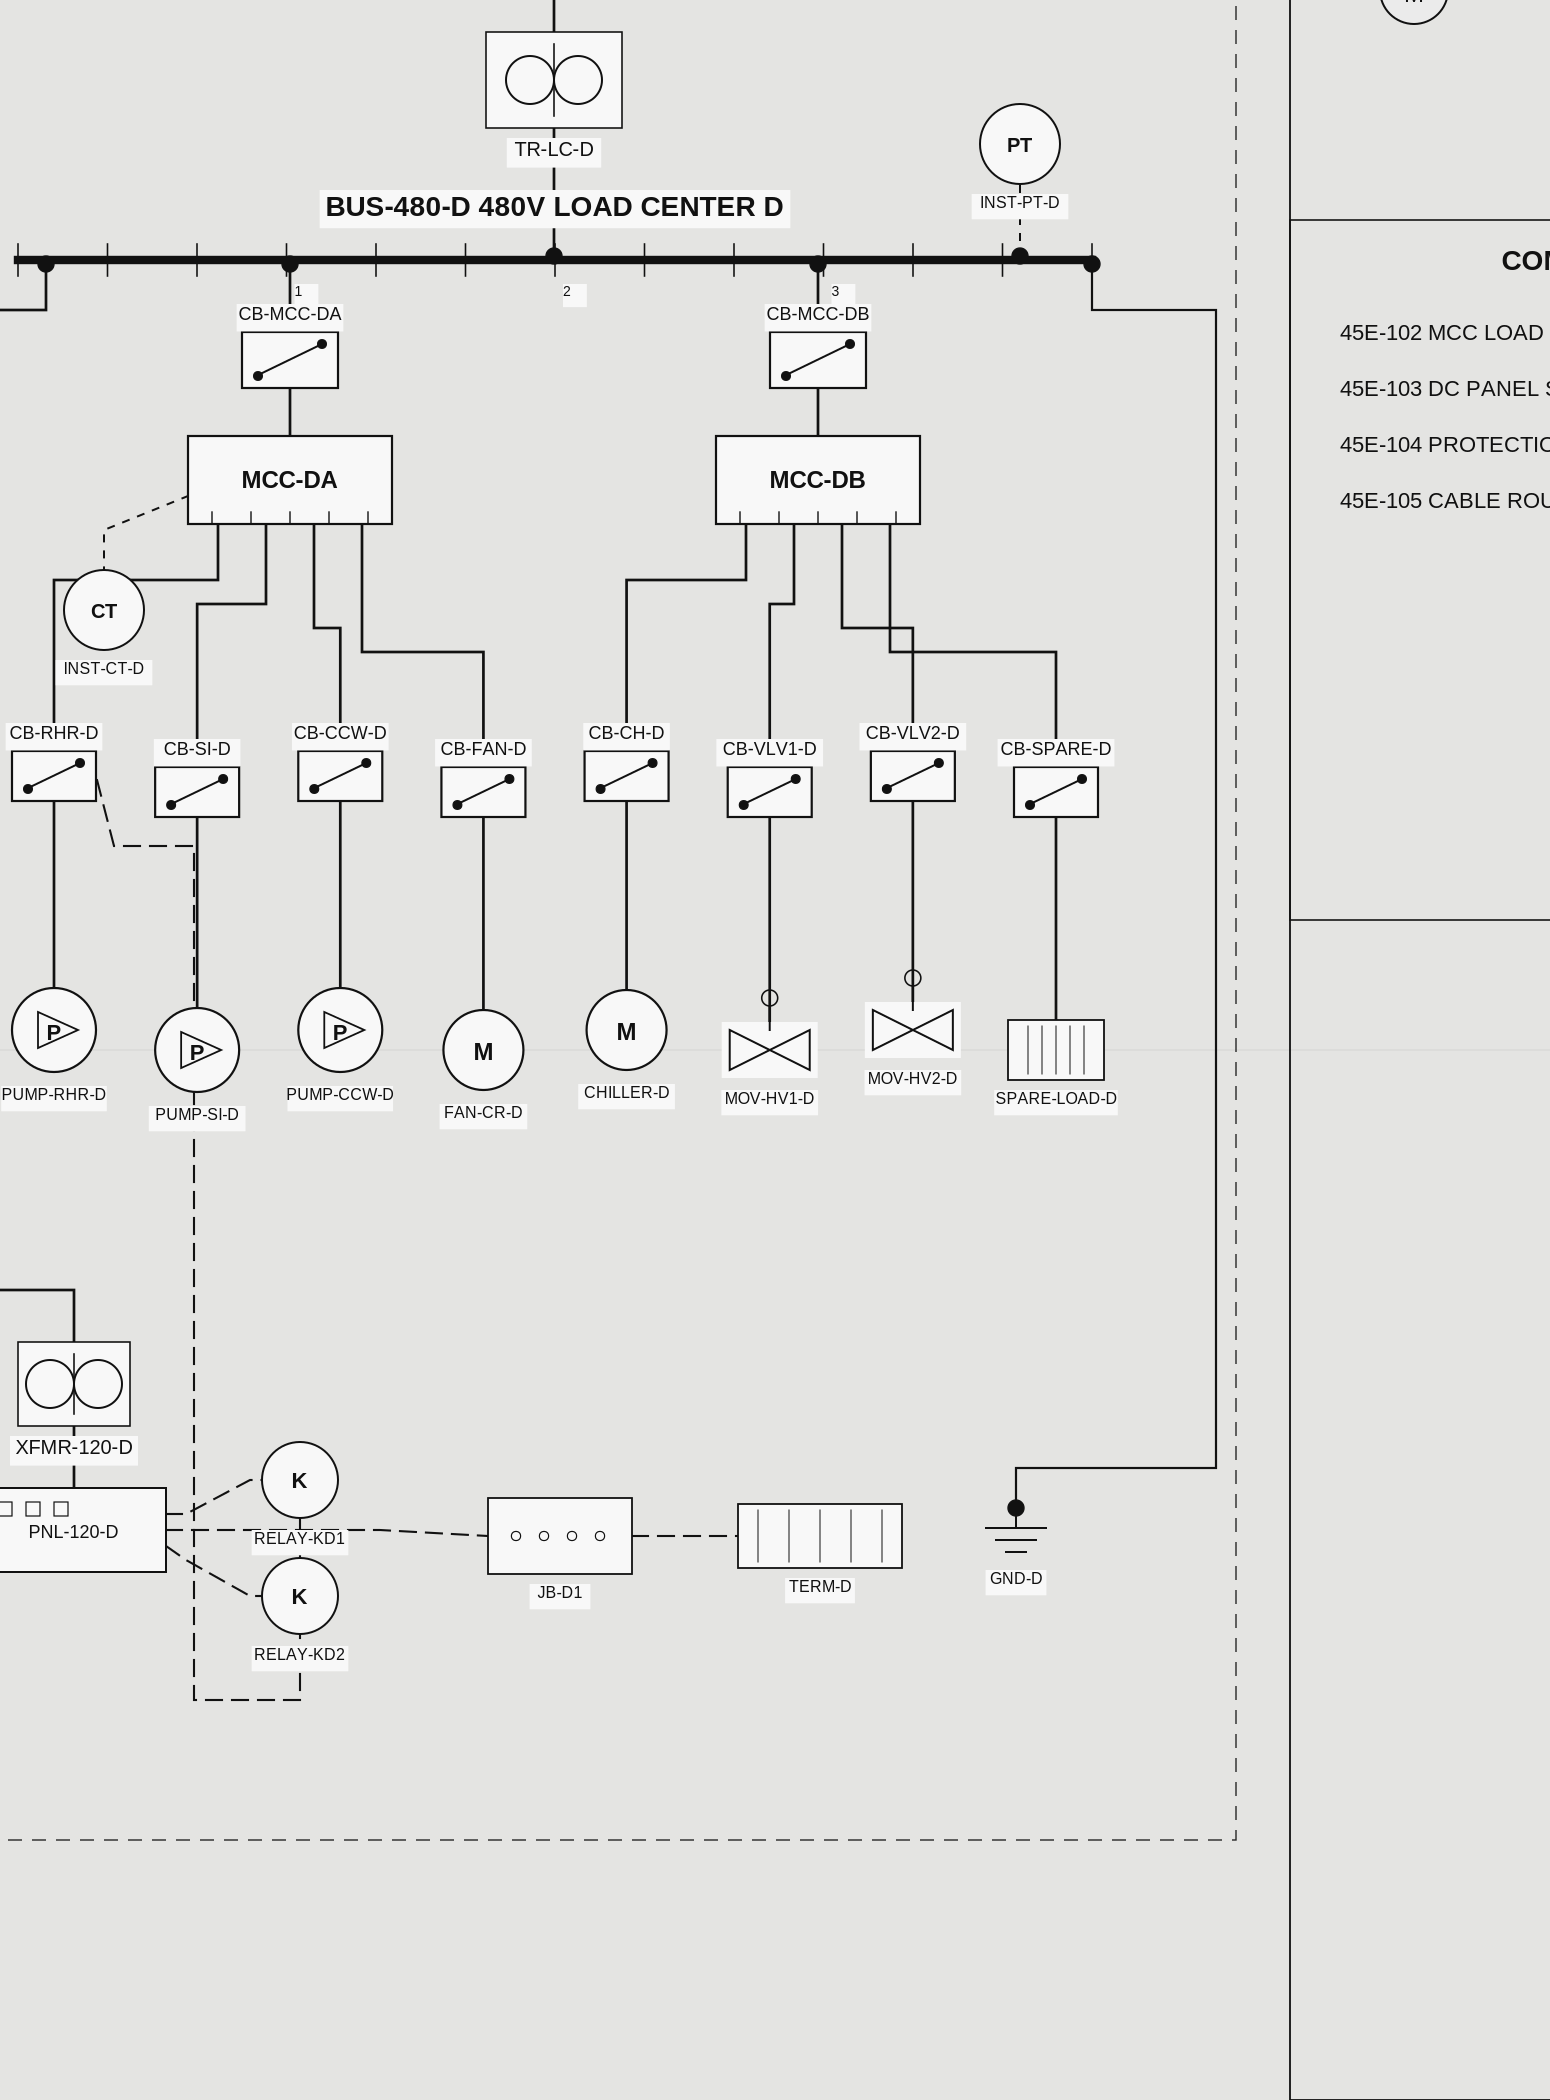 TR-LC-D
PT
INST-PT-D
BUS-480-D 480V LOAD CENTER D
1
2
3
CB-MCC-DA
CB-MCC-DB
MCC-DA
MCC-DB
CT
INST-CT-D
CB-RHR-D
CB-SI-D
CB-CCW-D
CB-FAN-D
CB-CH-D
CB-VLV1-D
CB-VLV2-D
CB-SPARE-D
P
P
P
M
M
PUMP-RHR-D
PUMP-SI-D
PUMP-CCW-D
FAN-CR-D
CHILLER-D
MOV-HV1-D
MOV-HV2-D
SPARE-LOAD-D
XFMR-120-D
PNL-120-D
K
RELAY-KD1
K
RELAY-KD2
JB-D1
TERM-D
GND-D
45E-102 MCC LOAD
45E-103 DC PANEL
45E-104
45E-105 CABLE